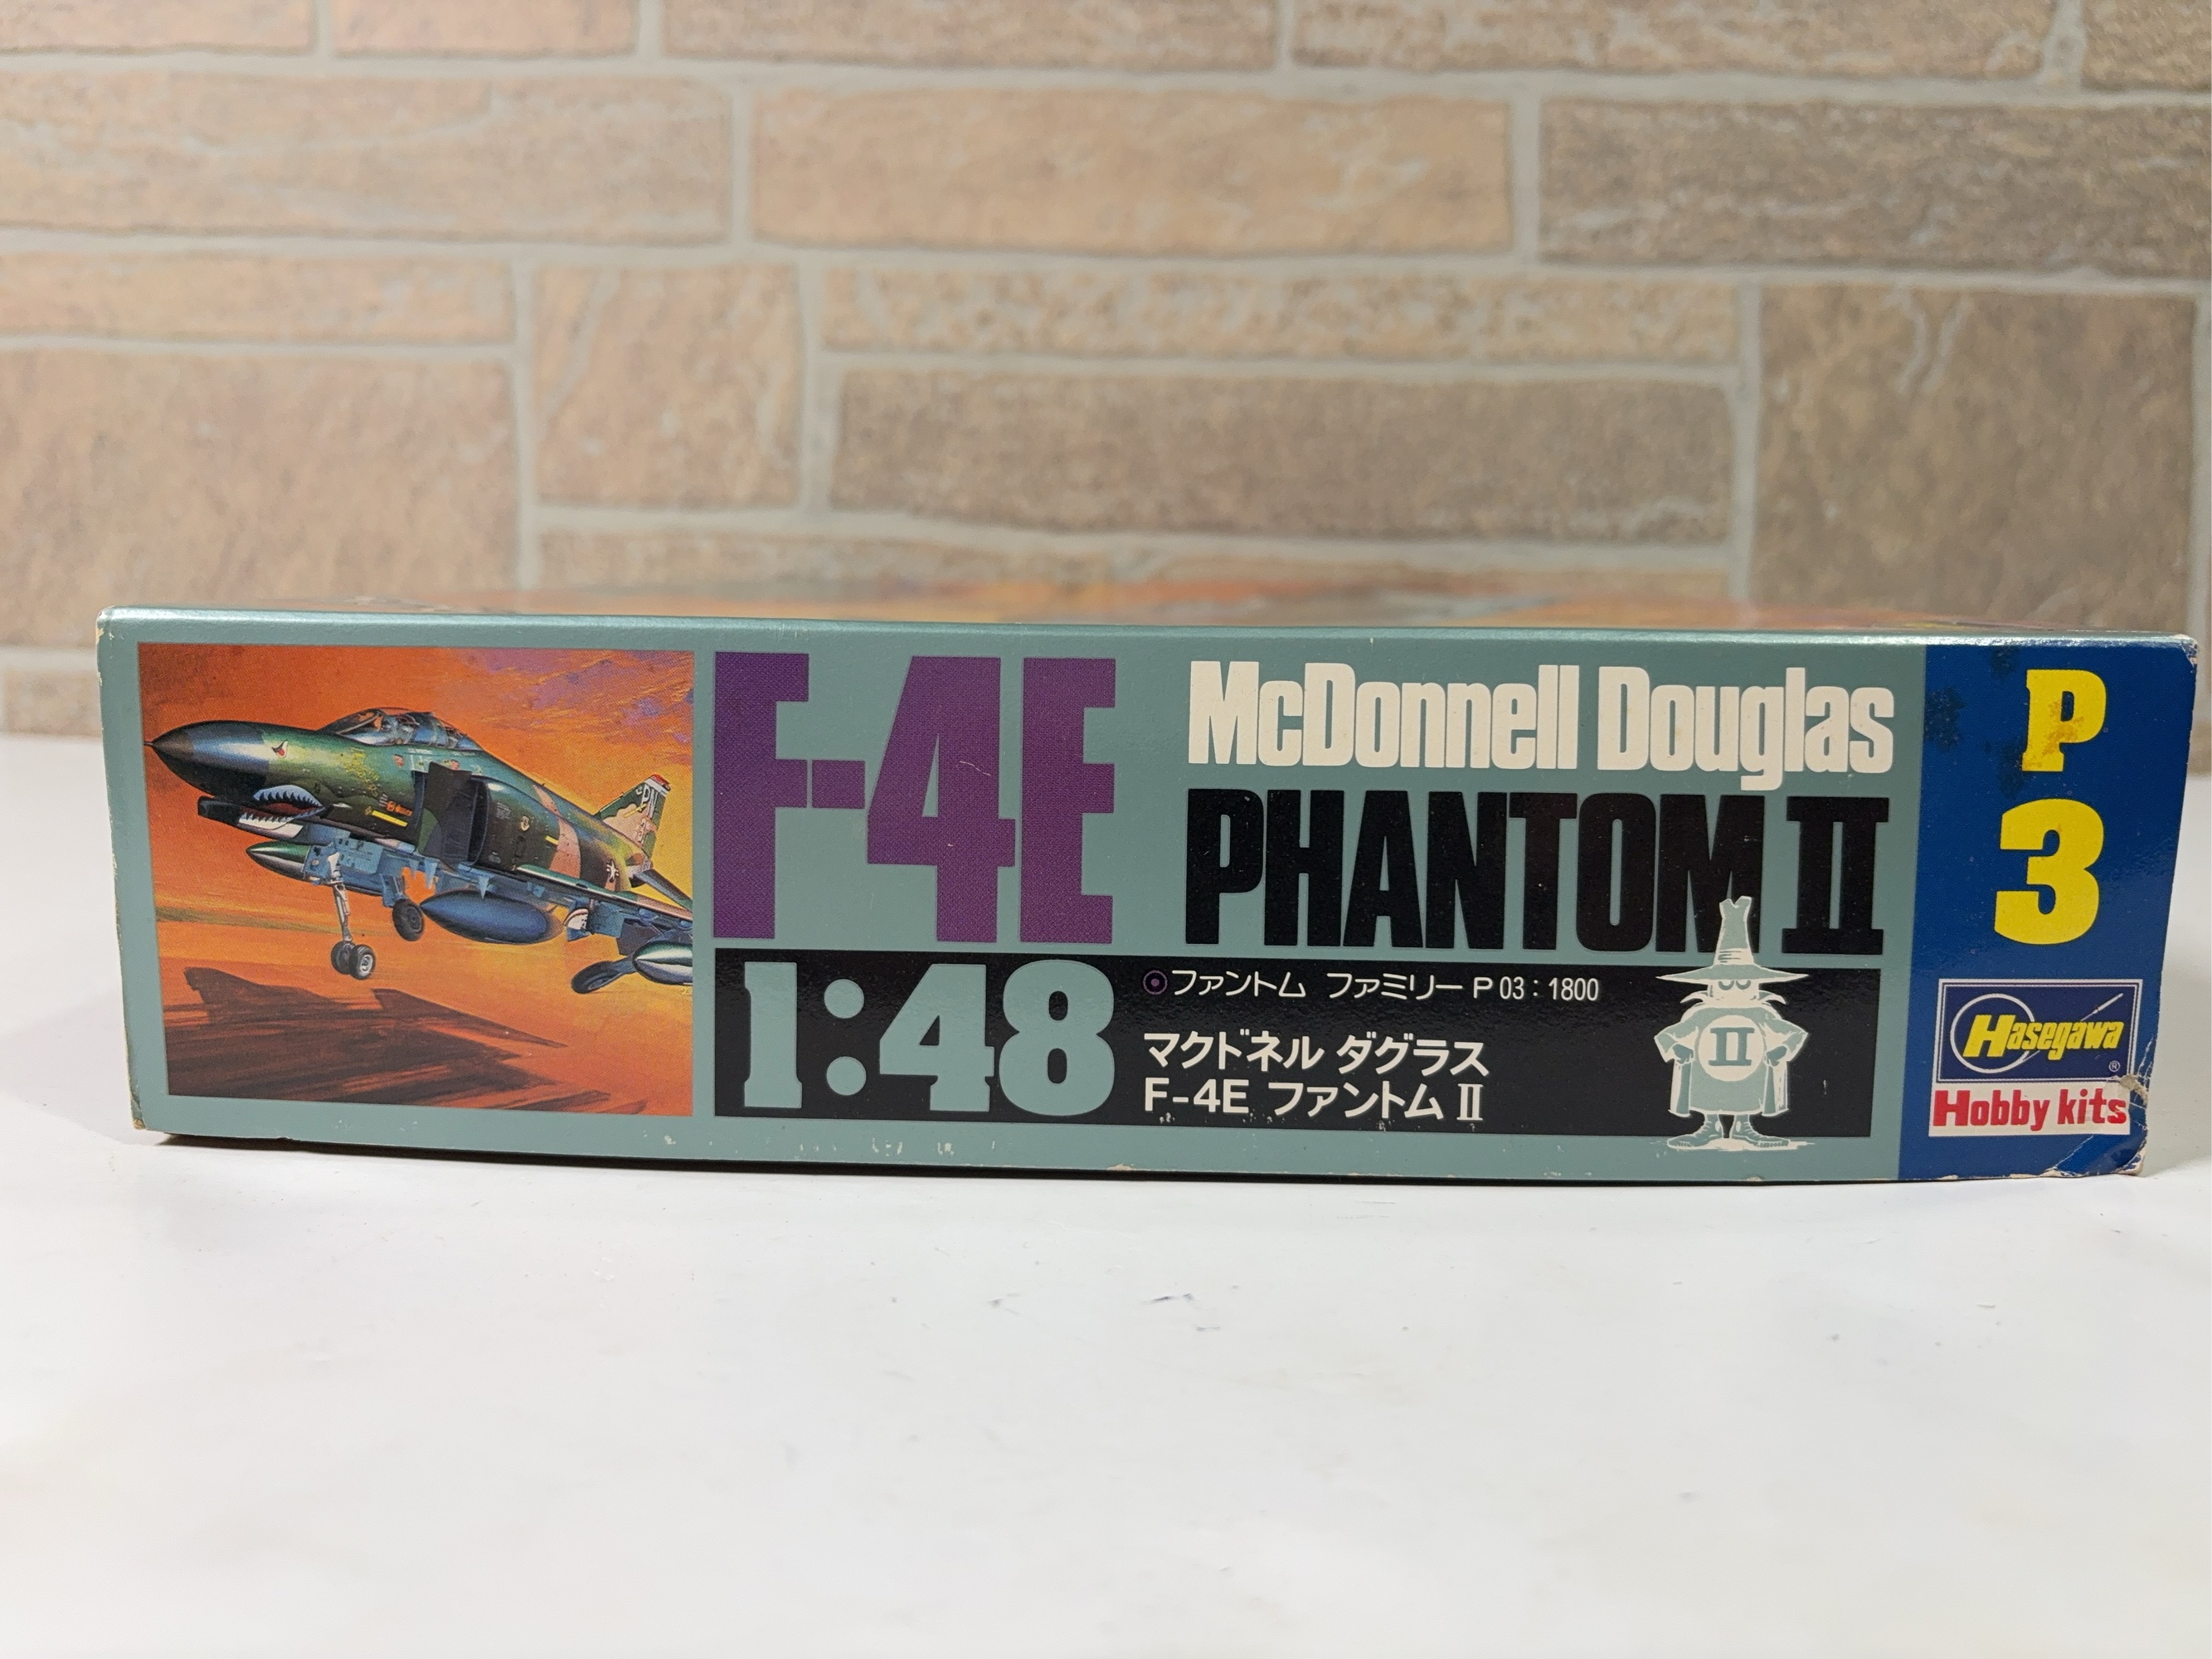 F-4E
McDonnell Douglas
PHANTOM II
1:48
ファントム ファミリー P 03 : 1800
マクドネル ダグラス
F-4E ファントム II
II
P
3
Hasegawa
®
Hobby kits
PN